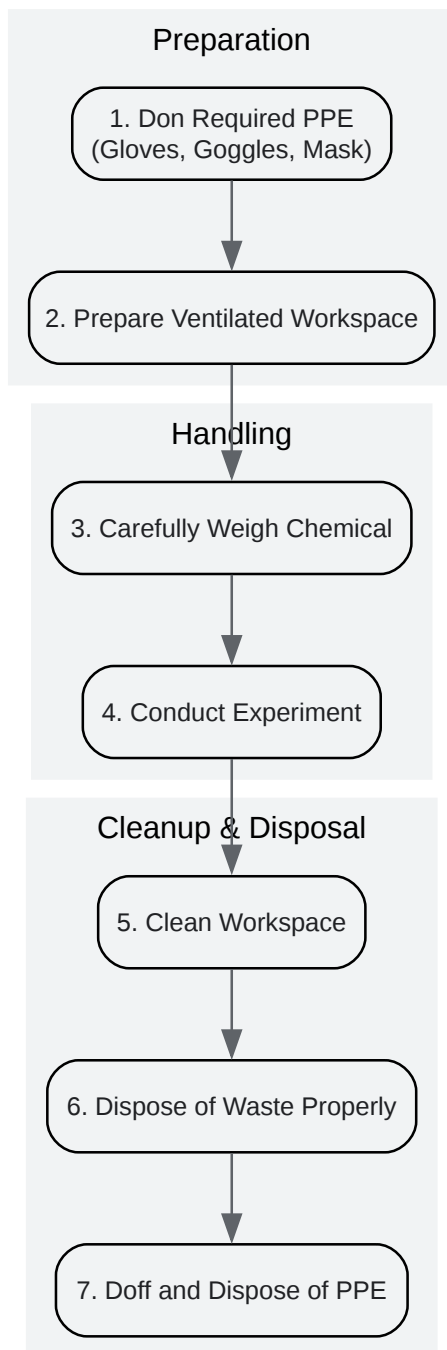 Preparation
1. Don Required PPE
(Gloves, Goggles, Mask)
2. Prepare Ventilated Workspace
Handling
3. Carefully Weigh Chemical
4. Conduct Experiment
Cleanup & Disposal
5. Clean Workspace
6. Dispose of Waste Properly
7. Doff and Dispose of PPE